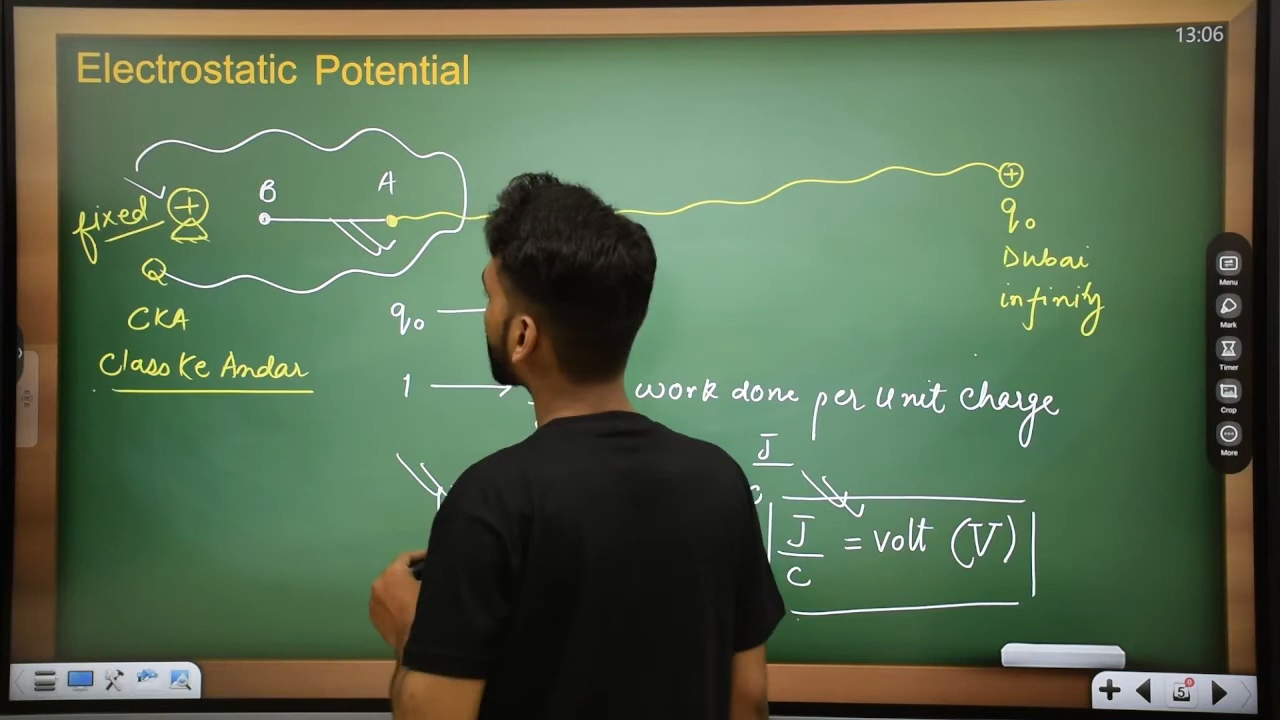 13:06
Electrostatic Potential
B
A
+
+
fixed
q₀
Q
Dubai
CKA
infinity
q₀
Class Ke Andar
1
work done per unit charge
J
C
J
C
= volt (V)
Menu
Mark
Timer
Crop
More
5